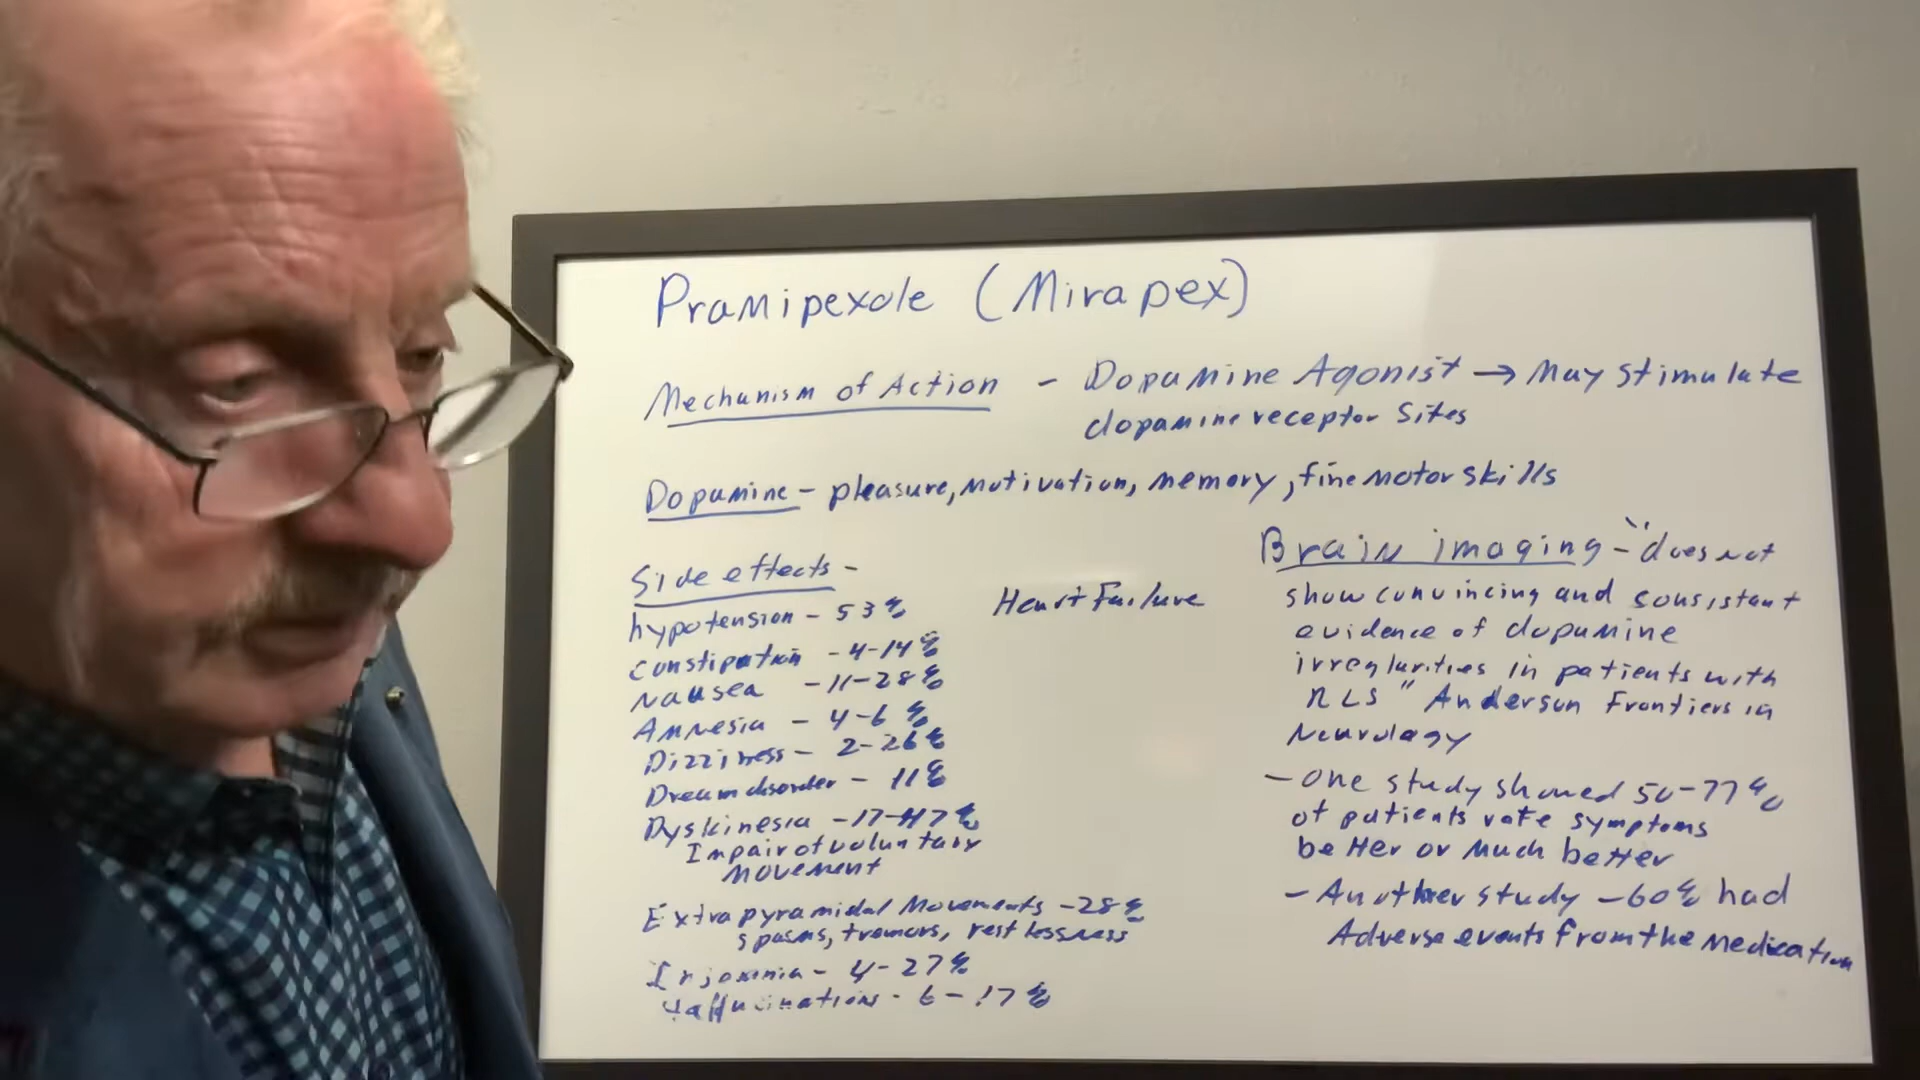 Pramipexole (Mirapex)
Mechanism of Action - Dopamine Agonist → May stimulate
dopamine receptor sites
Dopamine - pleasure, motivation, memory, fine motor skills
Side effects -
hypotension - 53%
constipation - 4-14%
Nausea - 11-28%
Amnesia - 4-6%
Dizziness - 2-26%
Dream disorder - 11%
Dyskinesia - 17-47%
Impair of voluntary
movement
Extrapyramidal Movements - 28%
spasms, tremors, restlessness
Insomnia - 4-27%
Hallucinations - 6-17%
Heart Failure
Brain imaging - "does not
show convincing and consistant
evidence of dopamine
irregularities in patients with
RLS" Anderson Frontiers in
Neurology
- One study showed 50-77%
of patients rate symptoms
better or much better
- Another study - 60% had
Adverse events from the medication